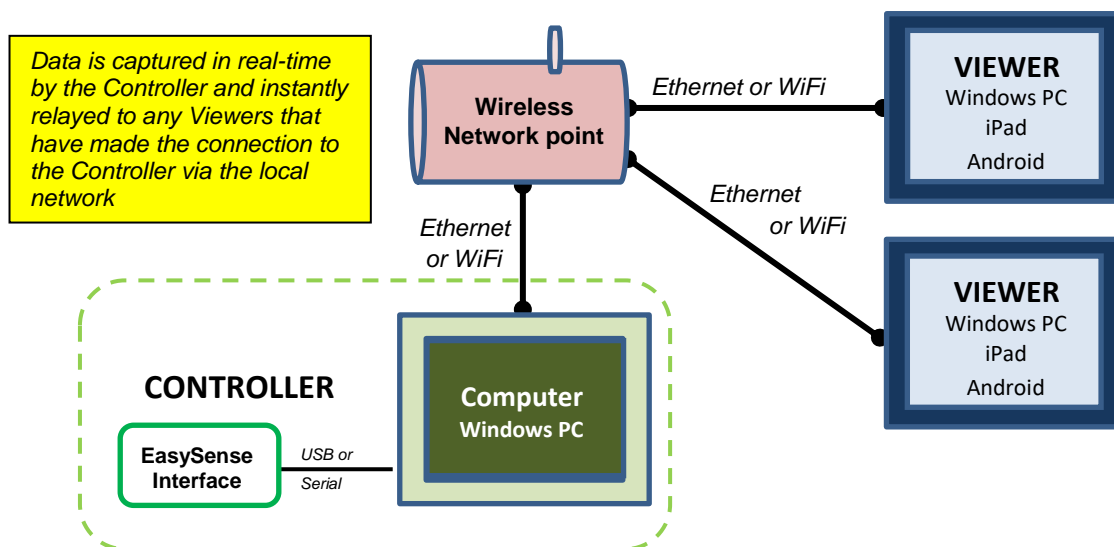 Data is captured in real-time
by the Controller and instantly
relayed to any Viewers that
have made the connection to
the Controller via the local
network
Wireless
Network point
Ethernet or WiFi
VIEWER
Windows PC
iPad
Android
Ethernet
or WiFi
Ethernet
or WiFi
VIEWER
Windows PC
iPad
Android
CONTROLLER
Computer
Windows PC
EasySense
Interface
USB or
Serial